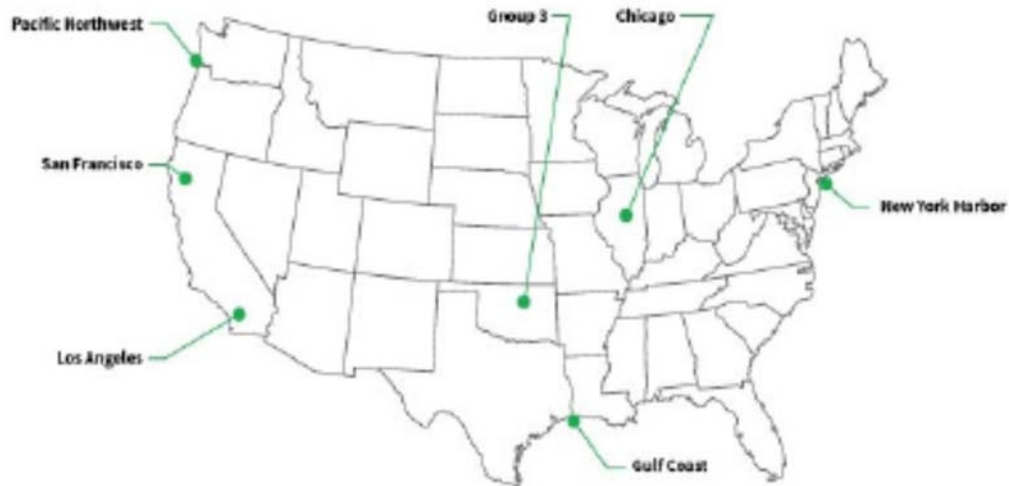 Pacific Northwest
Group 3
Chicago
San Francisco
New York Harbor
Los Angeles
Gulf Coast